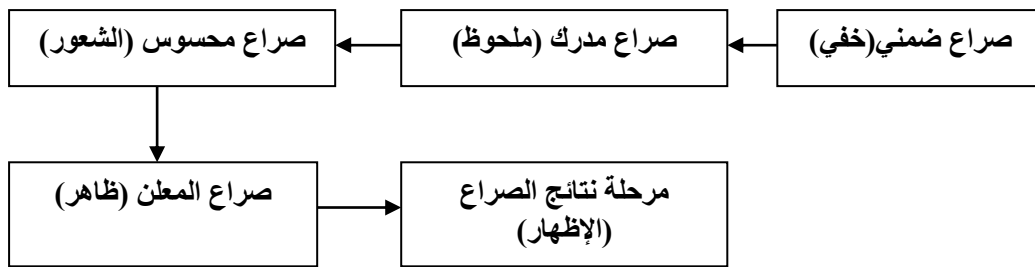 صراع ضمني(خفي)
صراع مدرك (ملحوظ)
صراع محسوس (الشعور)
صراع المعلن (ظاهر)
مرحلة نتائج الصراع
(الإظهار)